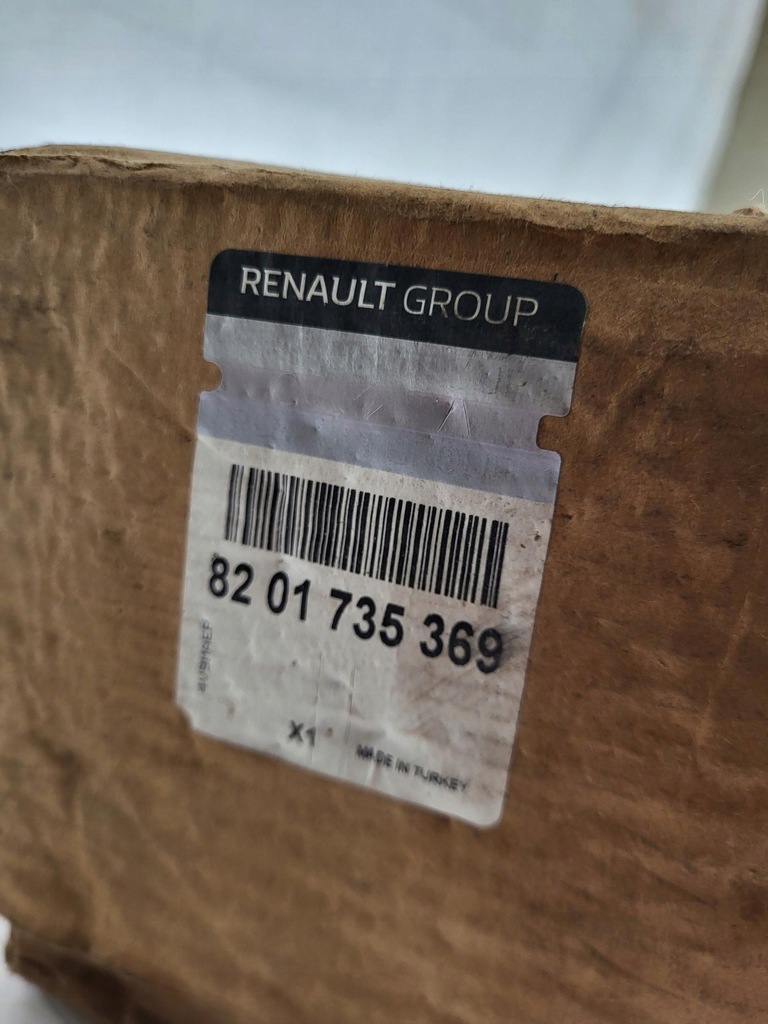 RENAULT GROUP
82 01 735 369
X1
MADE IN TURKEY